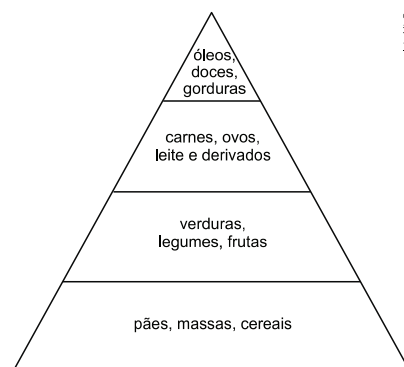 óleos,
doces,
gorduras
carnes, ovos,
leite e derivados
verduras,
legumes, frutas
pães, massas, cereais